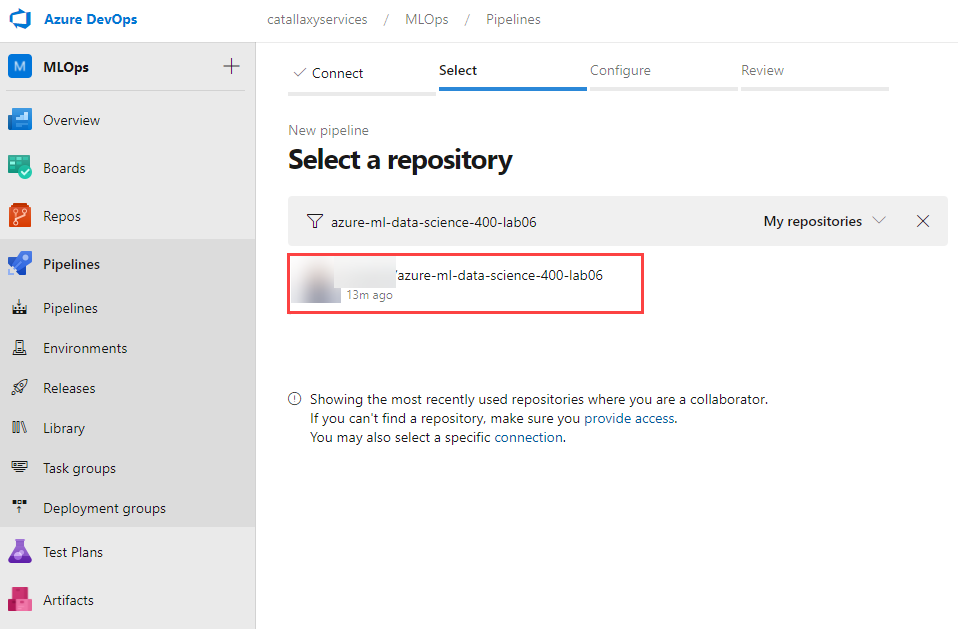 Azure DevOps
catallaxyservices / MLOps / Pipelines
M MLOps
Overview
Boards
Repos
Pipelines
Pipelines
Environments
Releases
Library
Task groups
Deployment groups
Test Plans
Artifacts
Connect
Select
Configure
Review
New pipeline
Select a repository
azure-ml-data-science-400-lab06
My repositories
/azure-ml-data-science-400-lab06
13m ago
Showing the most recently used repositories where you are a collaborator.
If you can't find a repository, make sure you provide access.
You may also select a specific connection.